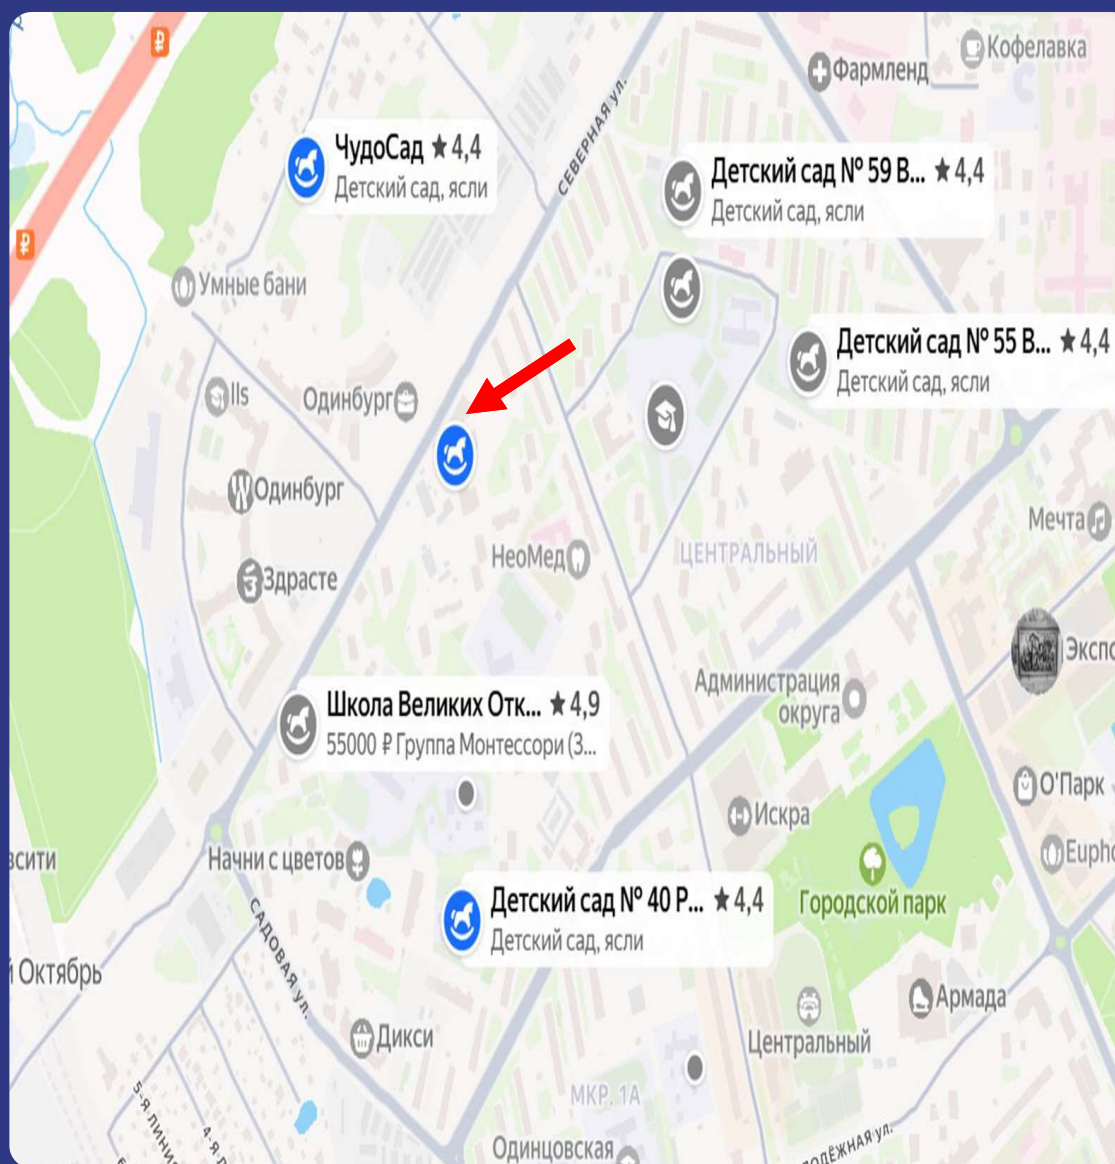 ₽
Кофелавка
Фармленд
СЕВЕРНАЯ ул.
ЧудоСад ★4,4
Детский сад, ясли
Детский сад № 59 В... ★4,4
Детский сад, ясли
₽
Умные бани
Детский сад № 55 В... ★4,4
Детский сад, ясли
lls
Одинбург
W Одинбург
Мечта
НеоМед
ЦЕНТРАЛЬНЫЙ
Здрасте
Экспо
Администрация
округа
Школа Великих Отк... ★4,9
55000 ₽ Группа Монтессори (3...
О'Парк
Искра
Начни с цветов
Euph
Детский сад № 40 Р... ★4,4
Детский сад, ясли
Городской парк
САДОВАЯ ул.
Октябрь
Армада
Дикси
Центральный
МКР. 1А
5-Я ЛИНИ
4-Я
Одинцовская